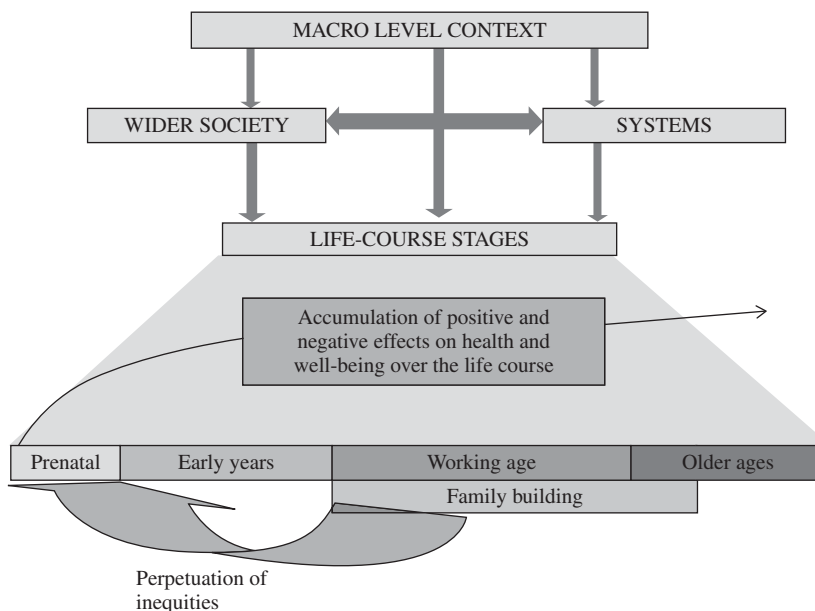 MACRO LEVEL CONTEXT
WIDER SOCIETY
SYSTEMS
LIFE-COURSE STAGES
Accumulation of positive and
negative effects on health and
well-being over the life course
Prenatal
Early years
Working age
Older ages
Family building
Perpetuation of
inequities